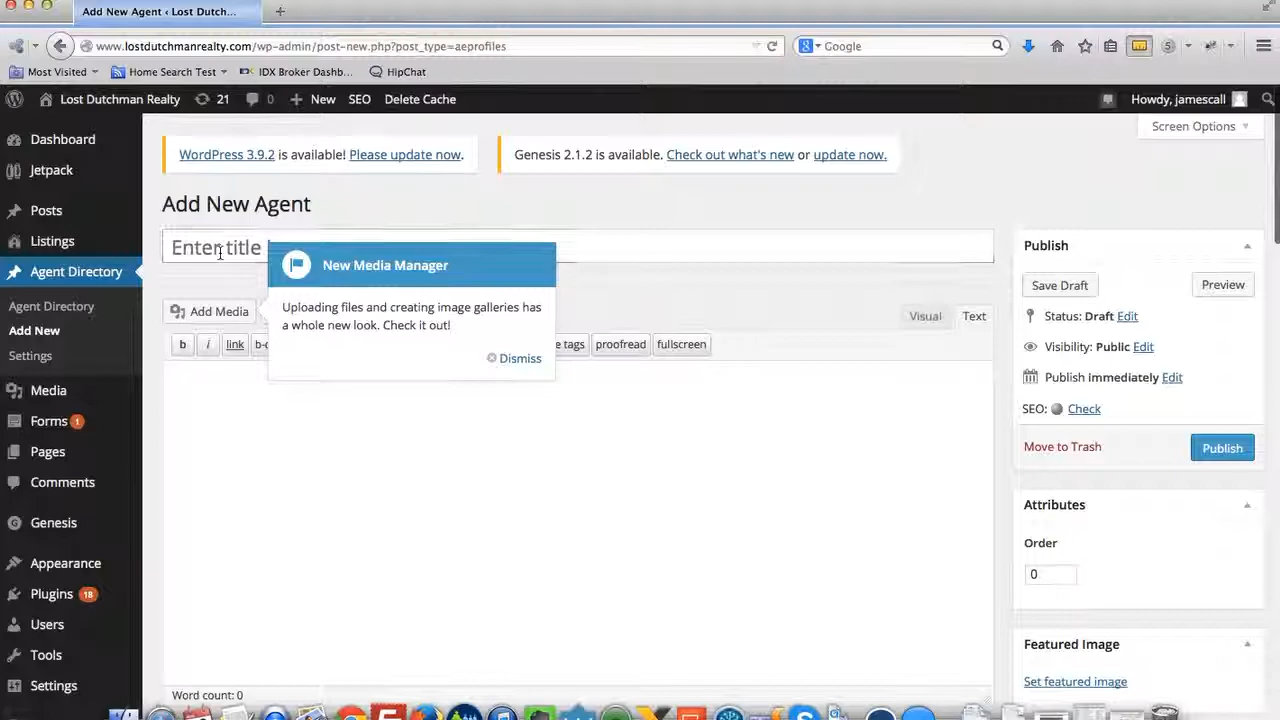 Add New Agent ‹ Lost Dutch...
www.lostdutchmanrealty.com/wp-admin/post-new.php?post_type=aeprofiles
Google
Most Visited
Home Search Test
IDX Broker Dashb...
HipChat
Lost Dutchman Realty
21
0
New
SEO
Delete Cache
Howdy, jamescall
Screen Options
Dashboard
Jetpack
Posts
Listings
Agent Directory
Agent Directory
Add New
Settings
Media
Forms 1
Pages
Comments
Genesis
Appearance
Plugins 18
Users
Tools
Settings
WordPress 3.9.2 is available! Please update now.
Genesis 2.1.2 is available. Check out what's new or update now.
Add New Agent
Enter title
New Media Manager
Uploading files and creating image galleries has
a whole new look. Check it out!
Dismiss
Add Media
Visual
Text
b
i
link
e tags
proofread
fullscreen
Word count: 0
Publish
Save Draft
Preview
Status: Draft Edit
Visibility: Public Edit
Publish immediately Edit
SEO: Check
Move to Trash
Publish
Attributes
Order
0
Featured Image
Set featured image